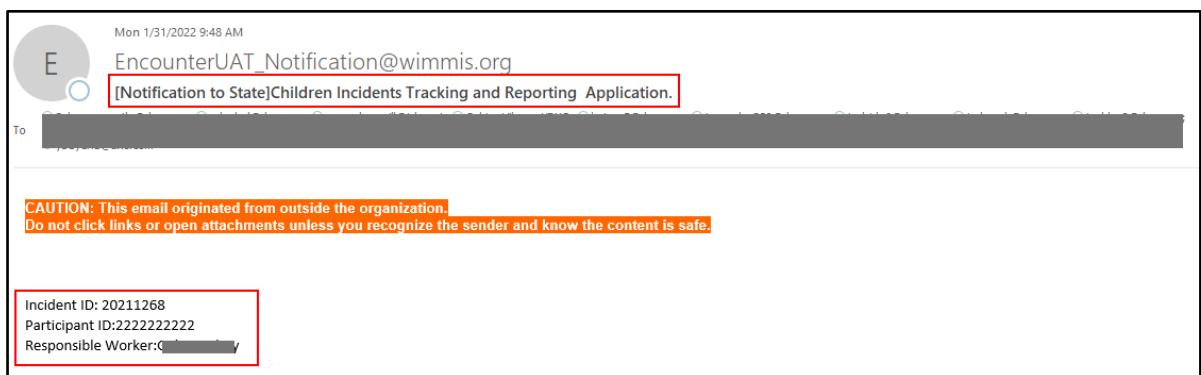 Mon 1/31/2022 9:48 AM
E
EncounterUAT_Notification@wimmis.org
[Notification to State]Children Incidents Tracking and Reporting Application.
To
CAUTION: This email originated from outside the organization.
Do not click links or open attachments unless you recognize the sender and know the content is safe.
Incident ID: 20211268
Participant ID:2222222222
Responsible Worker: